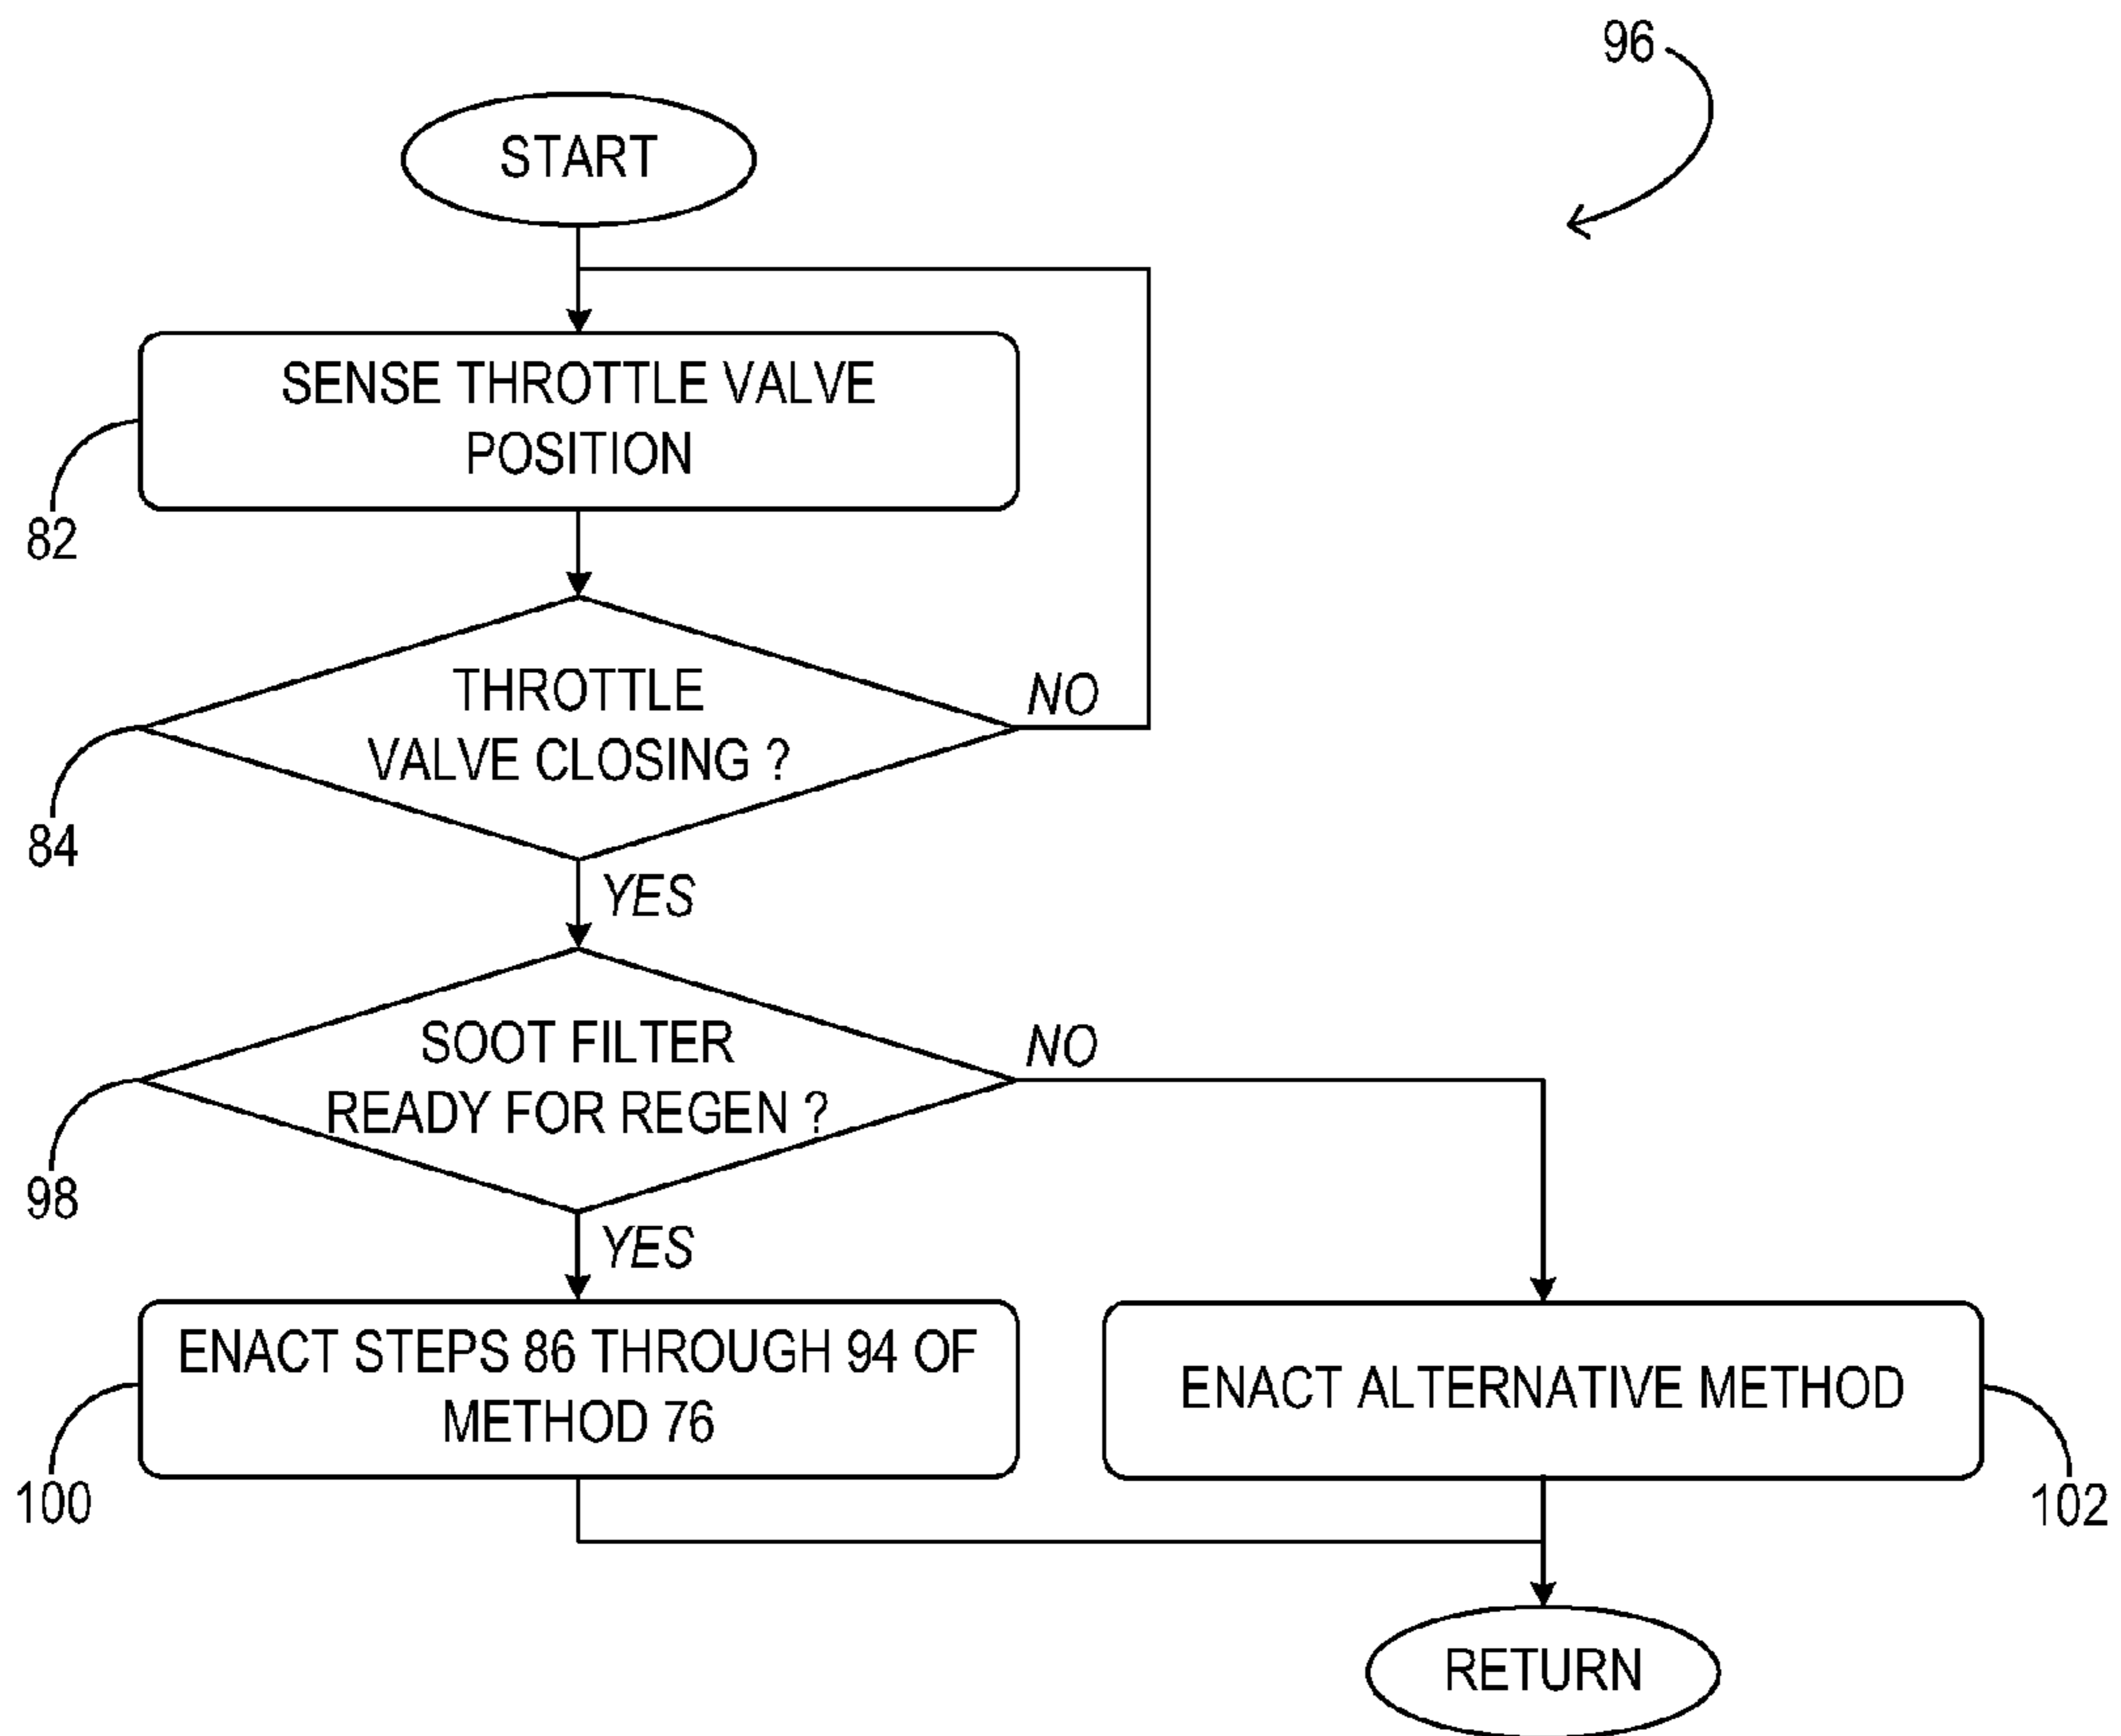 96
START
SENSE THROTTLE VALVE
POSITION
82
THROTTLE
VALVE CLOSING ?
NO
84
YES
SOOT FILTER
READY FOR REGEN ?
NO
98
YES
ENACT STEPS 86 THROUGH 94 OF
METHOD 76
100
ENACT ALTERNATIVE METHOD
102
RETURN